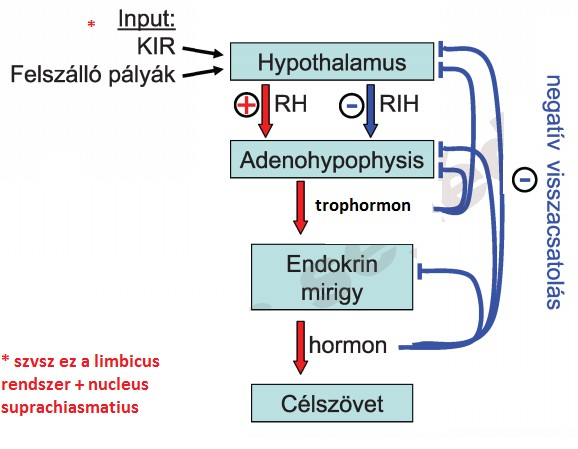 * Input:
KIR
Felszálló pályák
Hypothalamus
+ RH
- RIH
Adenohypophysis
trophormon
Endokrin
mirigy
hormon
Célszövet
negatív visszacsatolás
-
* szvsz ez a limbicus
rendszer + nucleus
suprachiasmatius